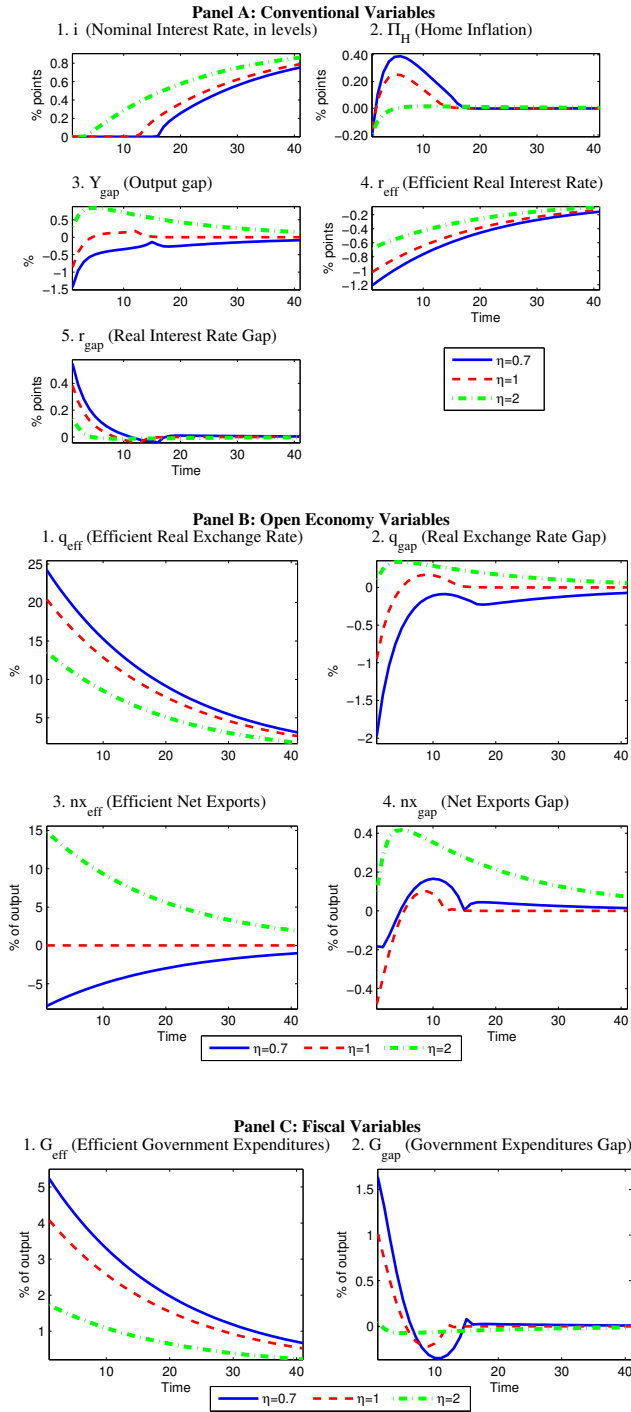 Panel A: Conventional Variables
1. i (Nominal Interest Rate, in levels)
2. Π_H (Home Inflation)
% points
0.8
0.6
0.4
0.2
0
10 20 30 40
% points
0.40
0.20
0.00
−0.20
10 20 30 40
3. Y_gap (Output gap)
4. r_eff (Efficient Real Interest Rate)
%
0.5
0
−0.5
−1
−1.5
10 20 30 40
% points
−0.2
−0.4
−0.6
−0.8
−1
−1.2
10 20 30 40
Time
5. r_gap (Real Interest Rate Gap)
% points
0.4
0.2
0
10 20 30 40
Time
η=0.7
η=1
η=2
Panel B: Open Economy Variables
1. q_eff (Efficient Real Exchange Rate)
2. q_gap (Real Exchange Rate Gap)
%
25
20
15
10
5
10 20 30 40
%
0
−0.5
−1
−1.5
−2
10 20 30 40
3. nx_eff (Efficient Net Exports)
4. nx_gap (Net Exports Gap)
% of output
15
10
5
0
−5
10 20 30 40
Time
% of output
0.4
0.2
0
−0.2
−0.4
10 20 30 40
Time
η=0.7 η=1 η=2
Panel C: Fiscal Variables
1. G_eff (Efficient Government Expenditures)
2. G_gap (Government Expenditures Gap)
% of output
5
4
3
2
1
10 20 30 40
Time
% of output
1.5
1
0.5
0
10 20 30 40
Time
η=0.7 η=1 η=2